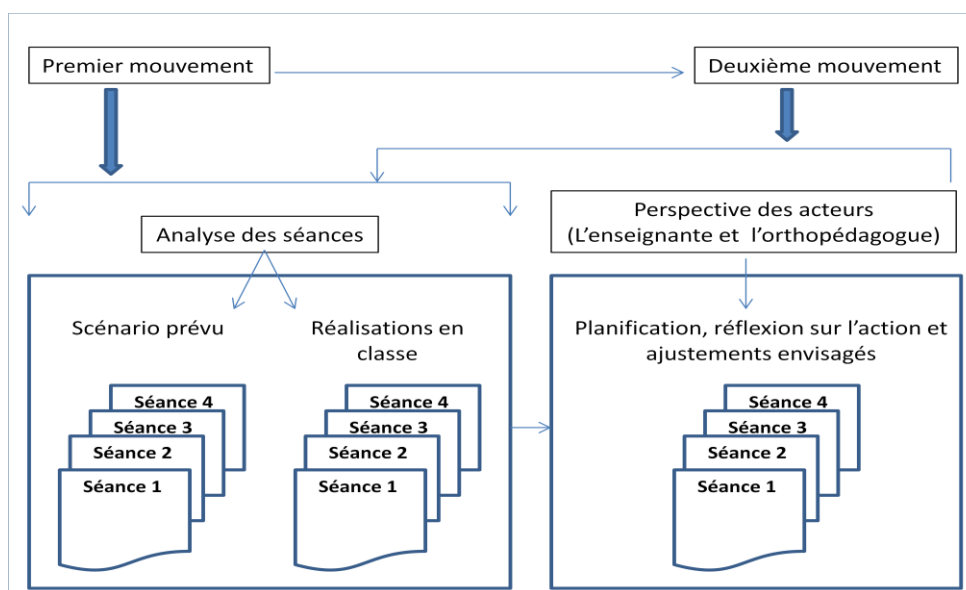 Premier mouvement
Deuxième mouvement
Analyse des séances
Perspective des acteurs
(L'enseignante et l'orthopédagogue)
Scénario prévu
Réalisations en
classe
Planification, réflexion sur l'action et
ajustements envisagés
Séance 4
Séance 3
Séance 2
Séance 1
Séance 4
Séance 3
Séance 2
Séance 1
Séance 4
Séance 3
Séance 2
Séance 1